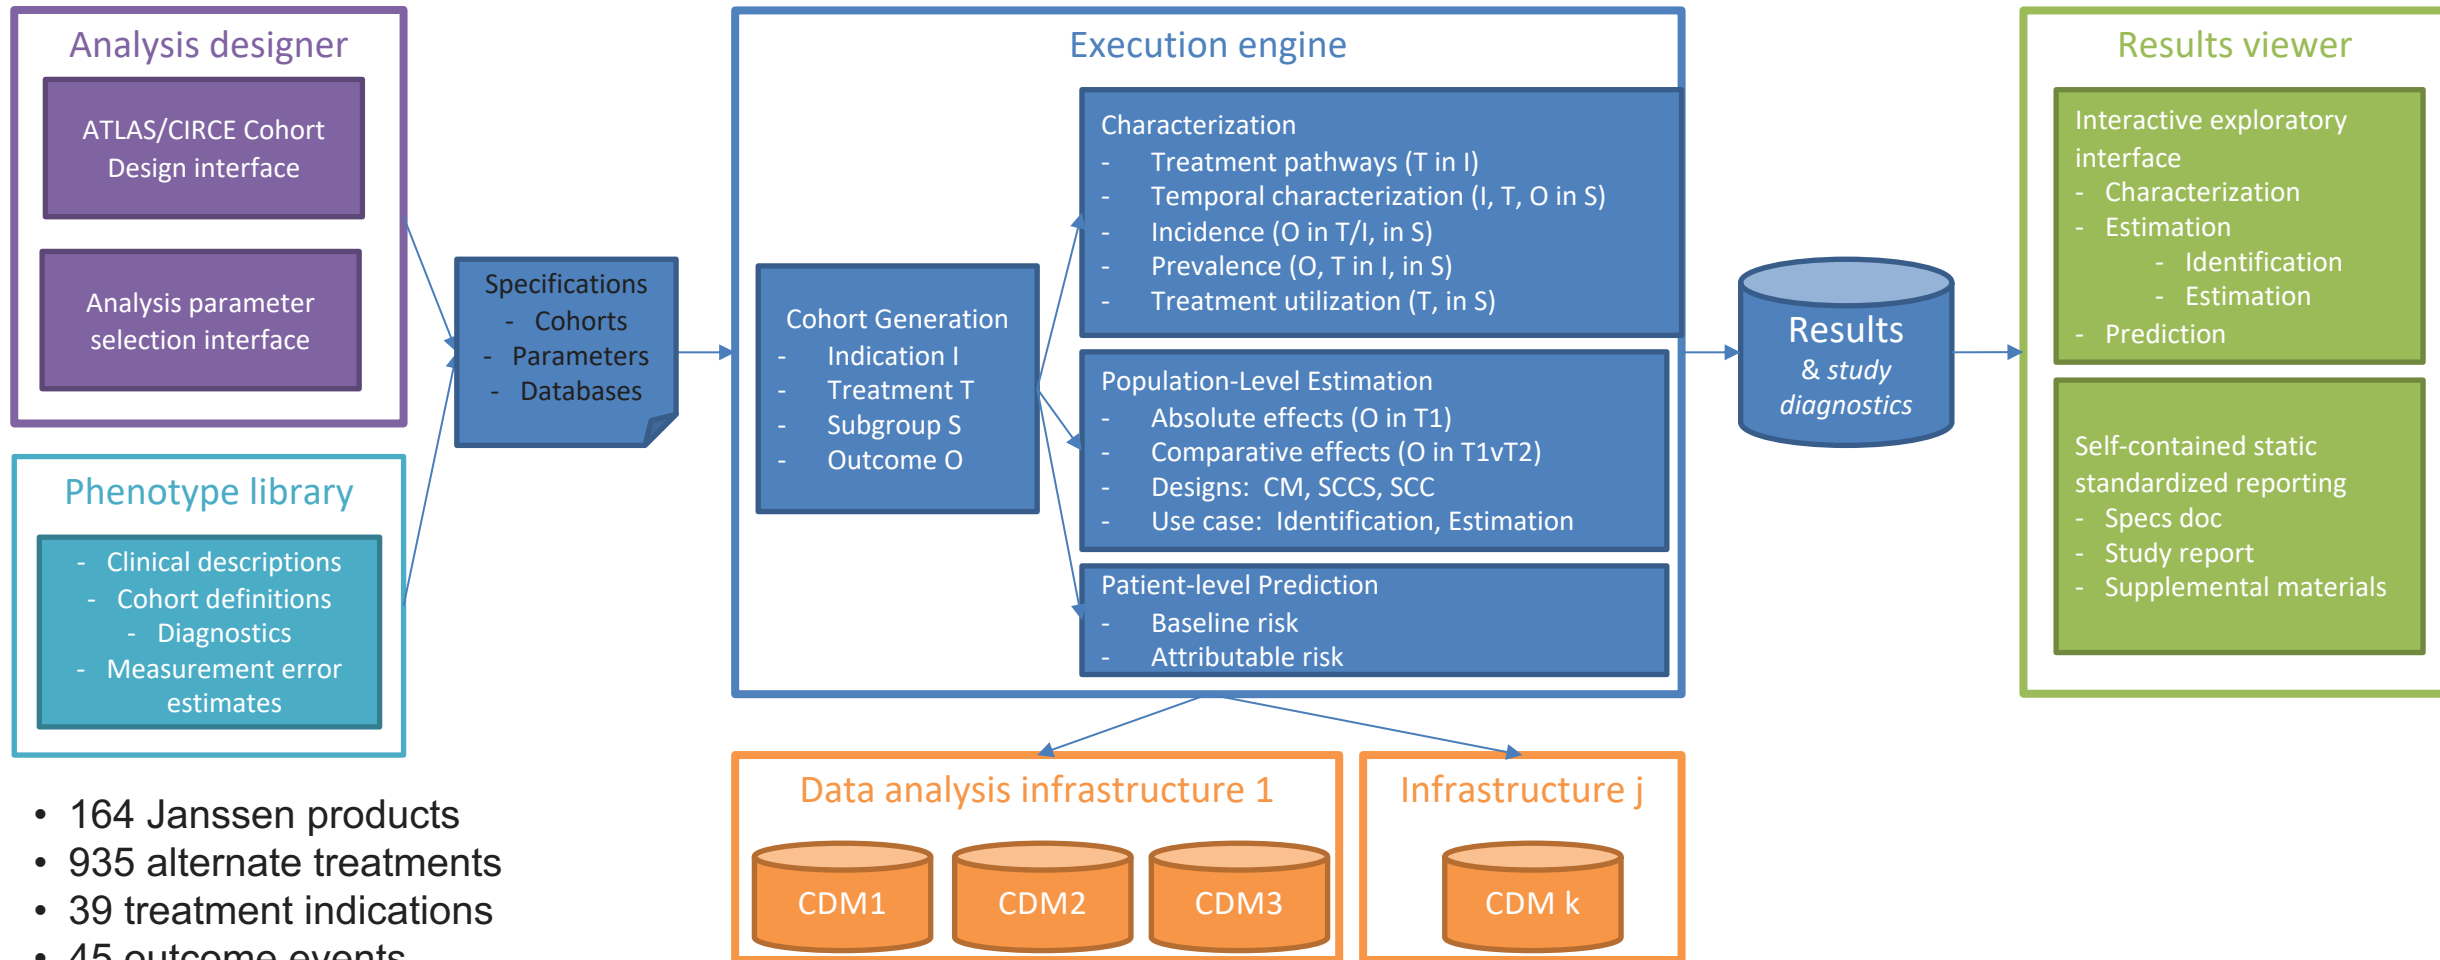 Analysis designer
ATLAS/CIRCE Cohort
Design interface
Analysis parameter
selection interface
Phenotype library
- Clinical descriptions
- Cohort definitions
- Diagnostics
- Measurement error
estimates
Specifications
- Cohorts
- Parameters
- Databases
Execution engine
Cohort Generation
- Indication I
- Treatment T
- Subgroup S
- Outcome O
Characterization
- Treatment pathways (T in I)
- Temporal characterization (I, T, O in S)
- Incidence (O in T/I, in S)
- Prevalence (O, T in I, in S)
- Treatment utilization (T, in S)
Population-Level Estimation
- Absolute effects (O in T1)
- Comparative effects (O in T1vT2)
- Designs: CM, SCCS, SCC
- Use case: Identification, Estimation
Patient-level Prediction
- Baseline risk
- Attributable risk
Results
& study
diagnostics
Results viewer
Interactive exploratory
interface
- Characterization
- Estimation
- Identification
- Estimation
- Prediction
Self-contained static
standardized reporting
- Specs doc
- Study report
- Supplemental materials
Data analysis infrastructure 1
CDM1
CDM2
CDM3
Infrastructure j
CDM k
• 164 Janssen products
• 935 alternate treatments
• 39 treatment indications
• 45 outcome events